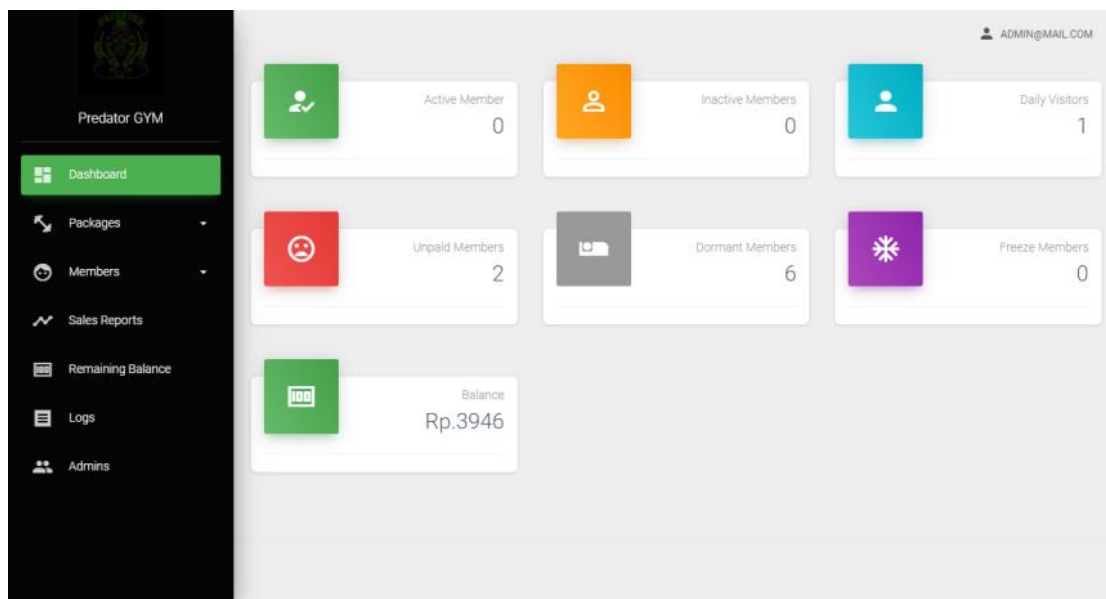 ADMIN@MAIL.COM
Predator GYM
Dashboard
Packages
Members
Sales Reports
Remaining Balance
Logs
Admins
Active Member
0
Inactive Members
0
Daily Visitors
1
Unpaid Members
2
Dormant Members
6
Freeze Members
0
100
Balance
Rp.3946